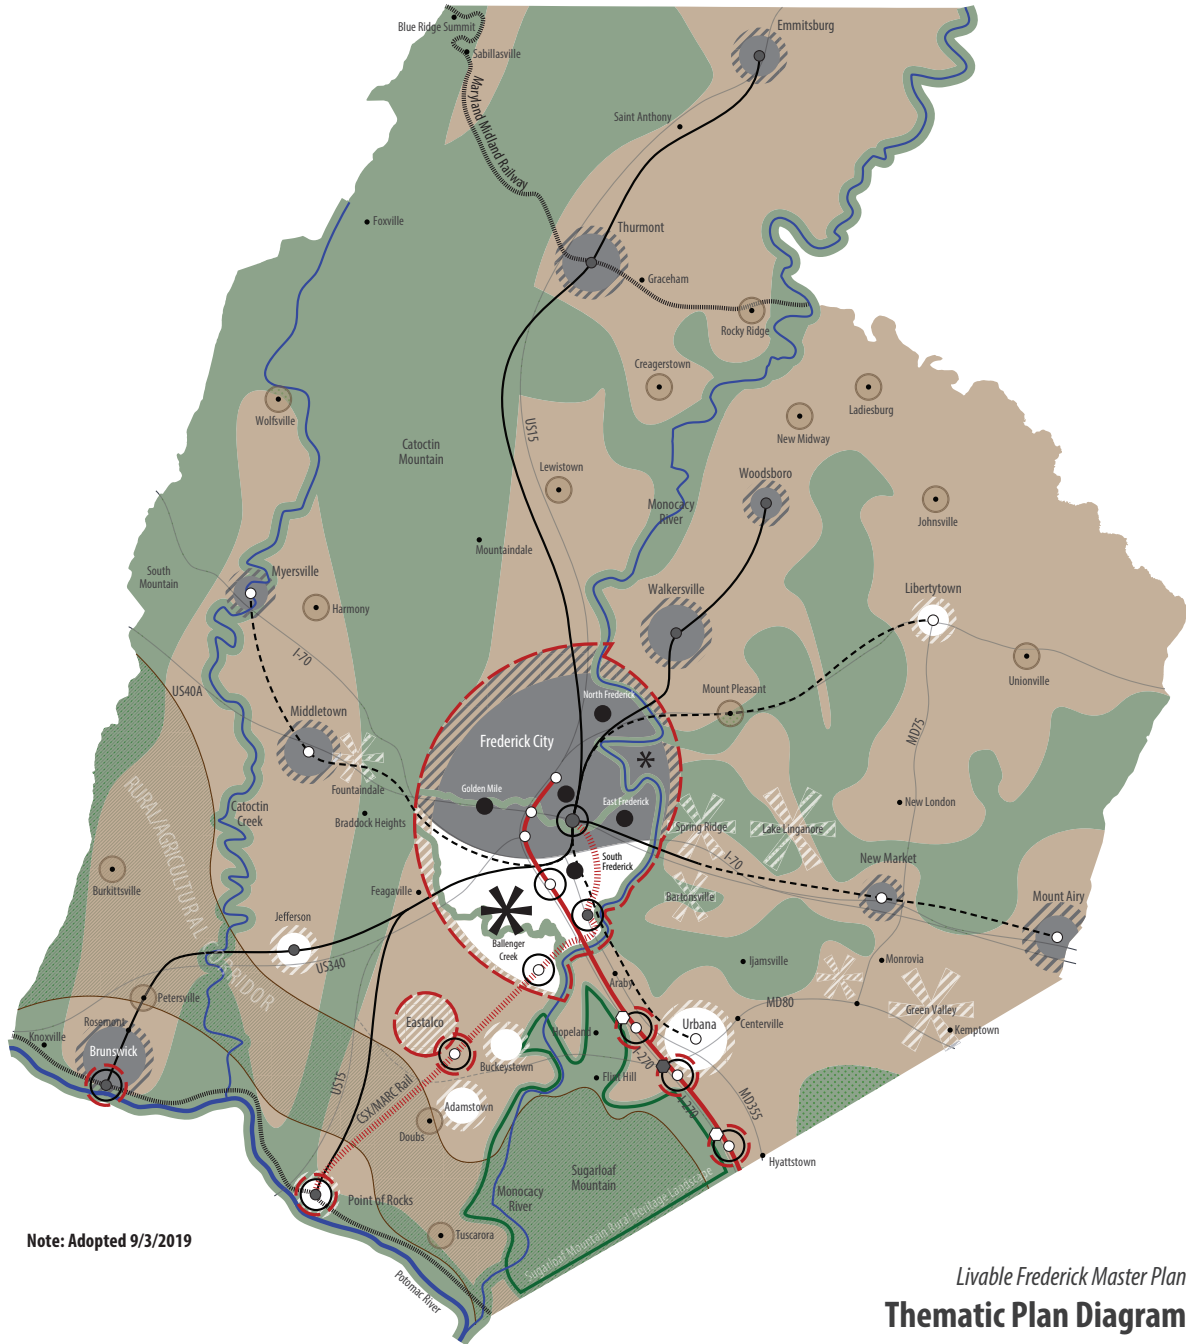 Blue Ridge Summit
Sabillasville
Emmitsburg
Maryland Midland Railway
Saint Anthony
Foxville
Thurmont
Graceham
Rocky Ridge
Creagerstown
Ladiesburg
Wolfsville
New Midway
US15
Catoctin
Mountain
Lewistown
Woodsboro
Monocacy
River
Johnsville
Mountaindale
South
Mountain
Myersville
Harmony
Walkersville
Libertytown
I-70
Unionville
US40A
Mount Pleasant
North Frederick
Middletown
MD75
Frederick City
Fountaindale
Golden Mile
East Frederick
New London
RURAL/AGRICULTURAL CORRIDOR
Catoctin
Creek
Braddock Heights
Spring Ridge
Lake Linganore
South
Frederick
I-70
New Market
Burkittsville
Feagaville
Bartonsville
Mount Airy
Jefferson
Ballenger
Creek
US340
Ijamsville
Monrovia
Araby
Petersville
MD80
Green Valley
Rosemont
Eastalco
Urbana
Centerville
Knoxville
Hopeland
Kemptown
Brunswick
I-270
Buckeystown
US15
CSX/MARC Rail
Flint Hill
Adamstown
I-270
MD355
Doubs
Hyattstown
Sugarloaf
Mountain
Point of Rocks
Monocacy
River
Sugarloaf Mountain Rural Heritage Landscape
Tuscarora
Note: Adopted 9/3/2019
Potomac River
Livable Frederick Master Plan
Thematic Plan Diagram